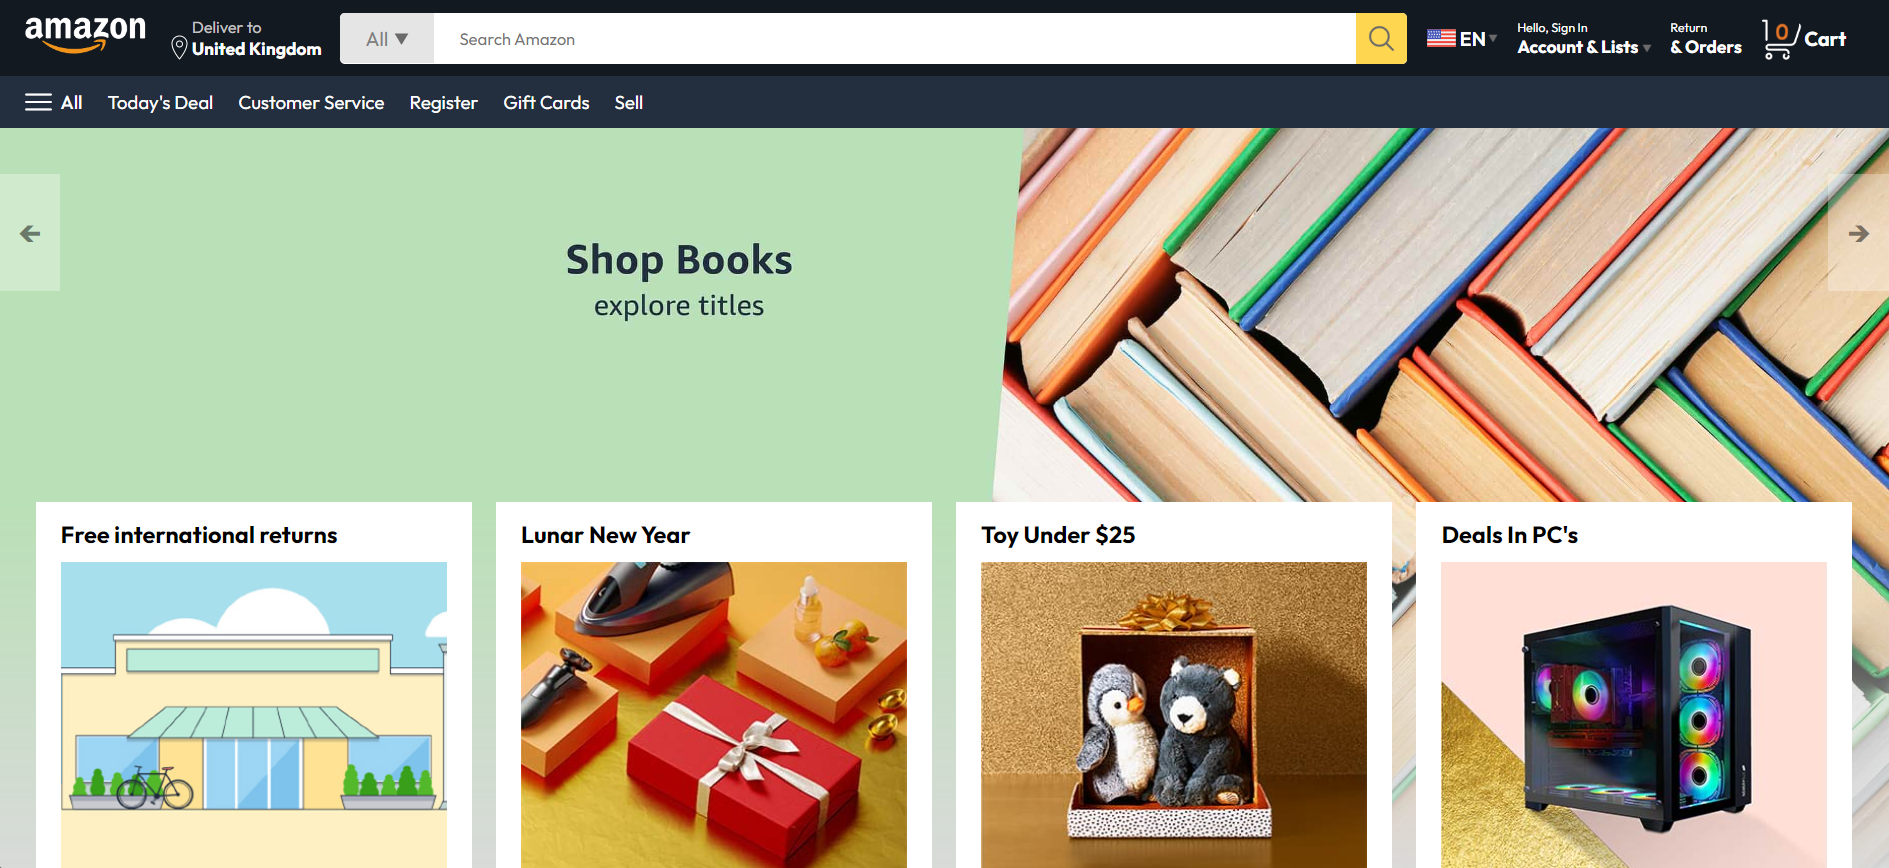 amazon
Deliver to
United Kingdom
All ▼
Search Amazon
EN
Hello, Sign In
Account & Lists
Return
& Orders
0
Cart
All
Today's Deal
Customer Service
Register
Gift Cards
Sell
Shop Books
explore titles
Free international returns
Lunar New Year
Toy Under $25
Deals In PC's